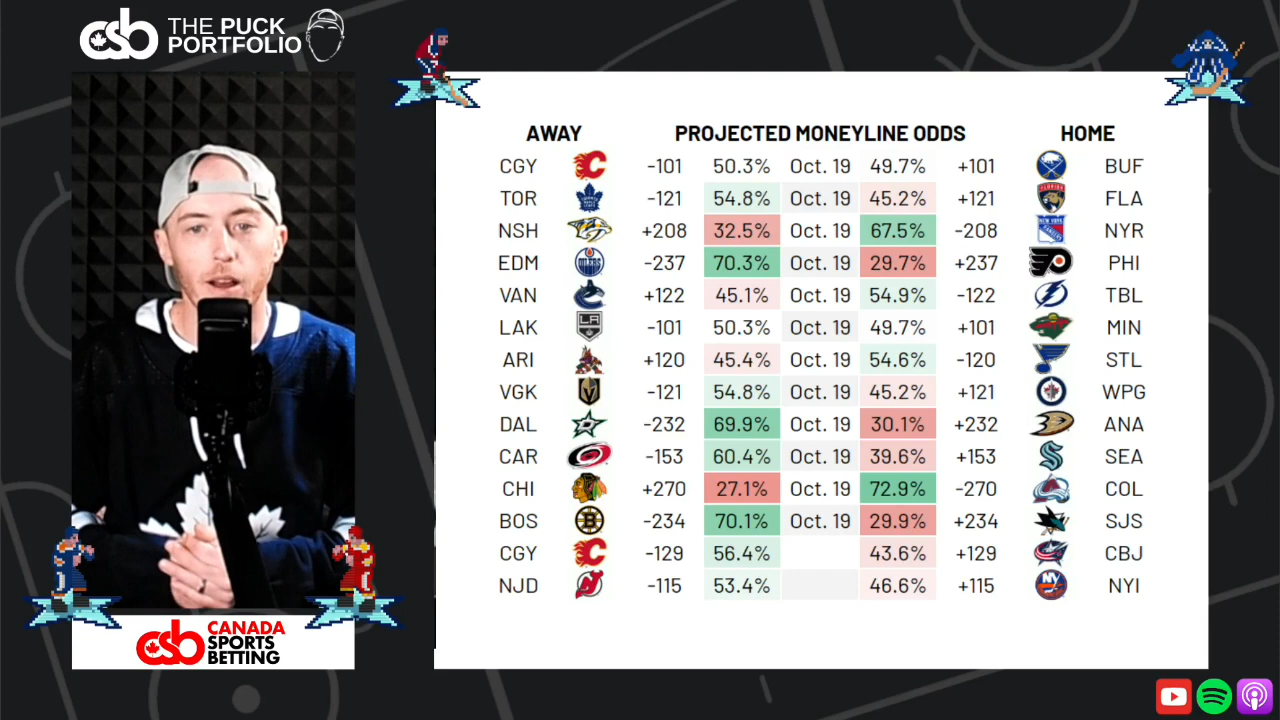 csb THE PUCK PORTFOLIO
AWAY PROJECTED MONEYLINE ODDS HOME
CGY -101 50.3% Oct. 19 49.7% +101 BUF
TOR -121 54.8% Oct. 19 45.2% +121 FLA
NSH +208 32.5% Oct. 19 67.5% -208 NYR
EDM -237 70.3% Oct. 19 29.7% +237 PHI
VAN +122 45.1% Oct. 19 54.9% -122 TBL
LAK -101 50.3% Oct. 19 49.7% +101 MIN
ARI +120 45.4% Oct. 19 54.6% -120 STL
VGK -121 54.8% Oct. 19 45.2% +121 WPG
DAL -232 69.9% Oct. 19 30.1% +232 ANA
CAR -153 60.4% Oct. 19 39.6% +153 SEA
CHI +270 27.1% Oct. 19 72.9% -270 COL
BOS -234 70.1% Oct. 19 29.9% +234 SJS
CGY -129 56.4% 43.6% +129 CBJ
NJD -115 53.4% 46.6% +115 NYI
csb CANADA SPORTS BETTING